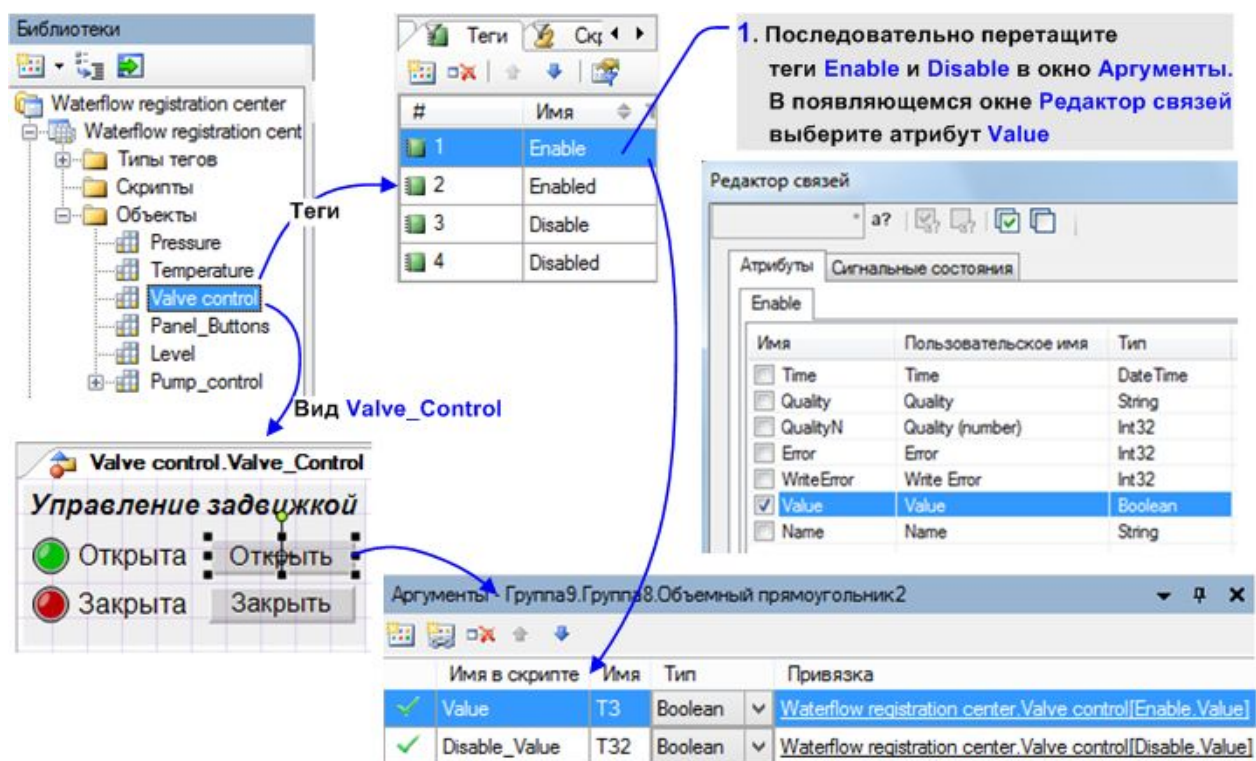 Библиотеки
Waterflow registration center
Waterflow registration cent
Типы тегов
Скрипты
Объекты
Pressure
Temperature
Valve control
Panel_Buttons
Level
Pump_control
Теги
Вид Valve_Control
Теги
# Имя
1 Enable
2 Enabled
3 Disable
4 Disabled
1. Последовательно перетащите
теги Enable и Disable в окно Аргументы.
В появляющемся окне Редактор связей
выберите атрибут Value
Редактор связей
* a?
Атрибуты Сигнальные состояния
Enable
Имя Пользовательское имя Тип
Time Time DateTime
Quality Quality String
QualityN Quality (number) Int32
Error Error Int32
WriteError Write Error Int32
Value Value Boolean
Name Name String
Valve control.Valve_Control
Управление задвижкой
Открыта Открыть
Закрыта Закрыть
Аргументы - Группа9.Группа8.Объемный прямоугольник2
Имя в скрипте Имя Тип Привязка
Value T3 Boolean Waterflow registration center.Valve control[Enable.Value]
Disable_Value T32 Boolean Waterflow registration center.Valve control[Disable.Value]